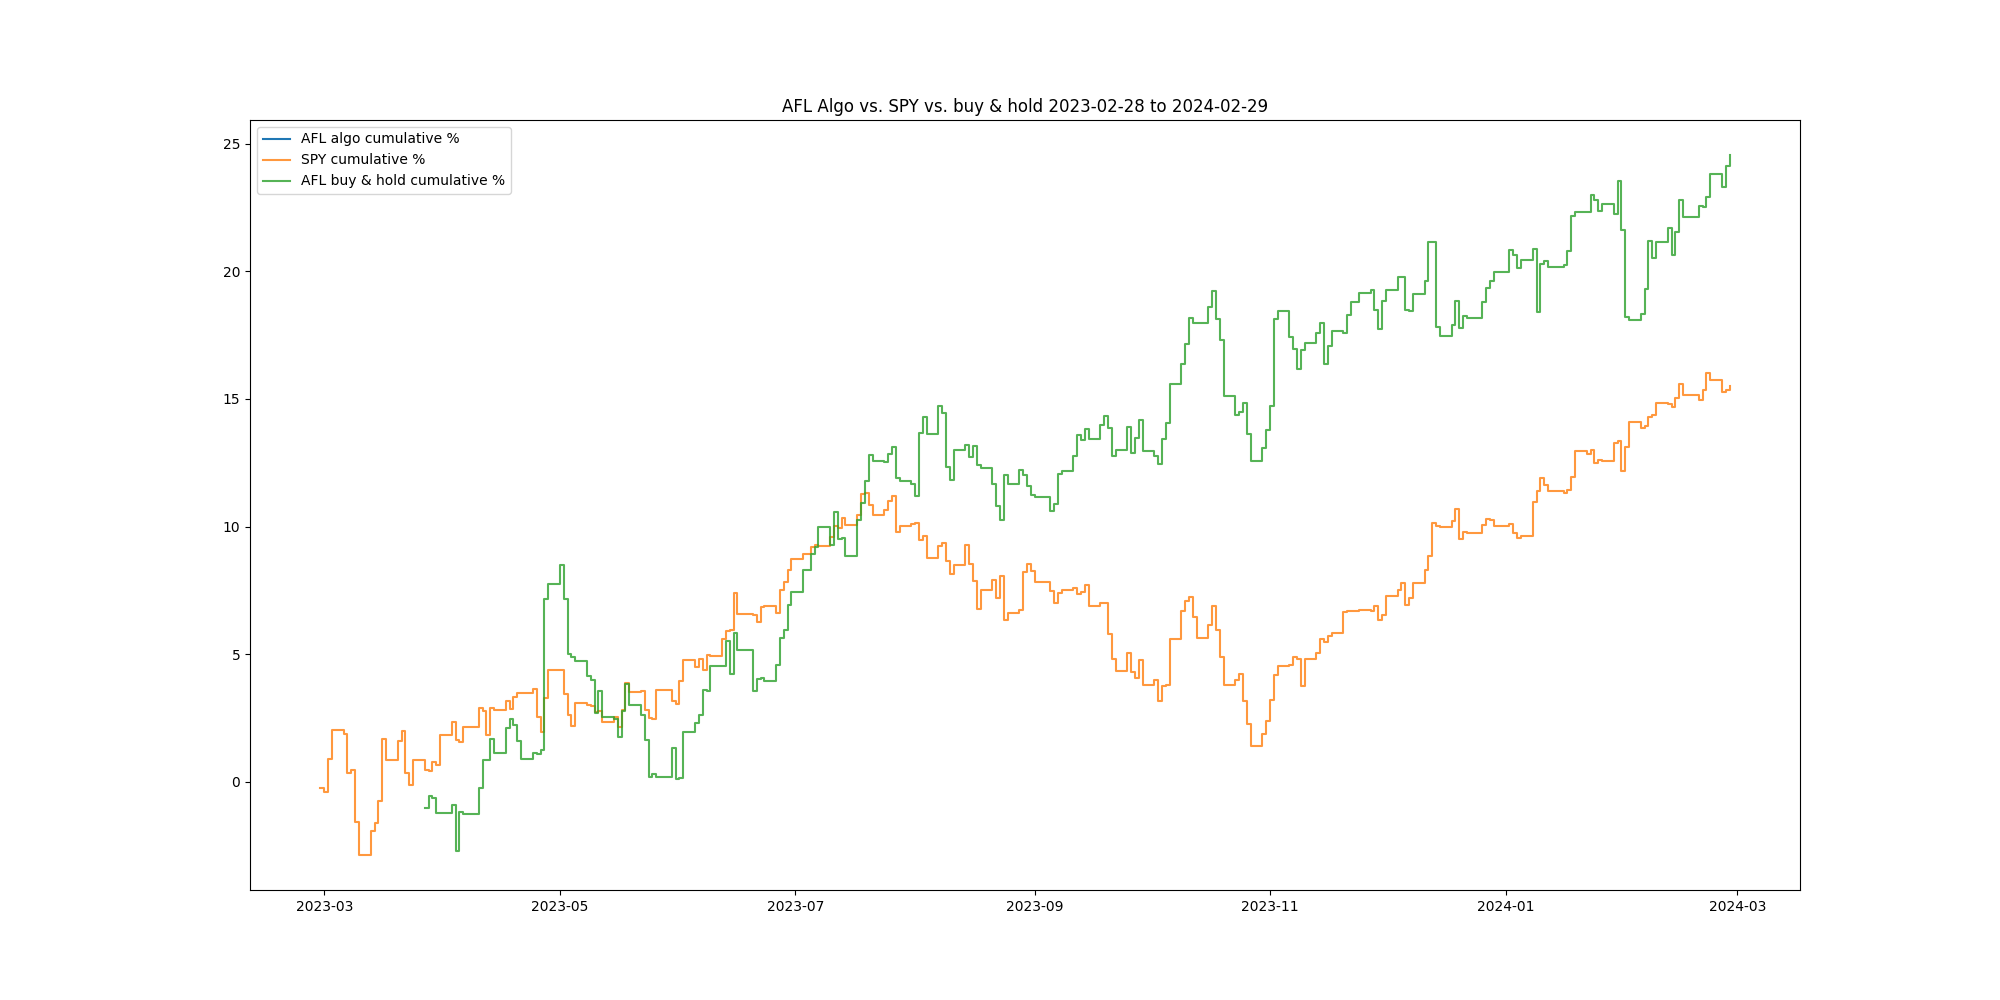 AFL Algo vs. SPY vs. buy & hold 2023-02-28 to 2024-02-29
AFL algo cumulative %
SPY cumulative %
AFL buy & hold cumulative %
25
20
15
10
5
0
2023-03 2023-05 2023-07 2023-09 2023-11 2024-01 2024-03